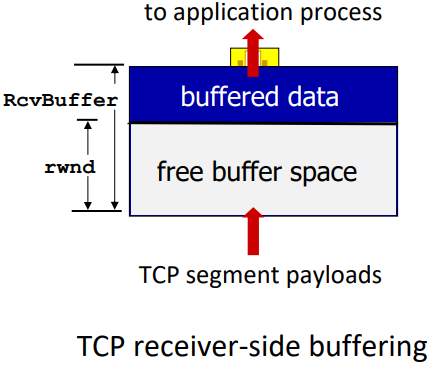 to application process
RcvBuffer
buffered data
rwnd
free buffer space
TCP segment payloads
TCP receiver-side buffering